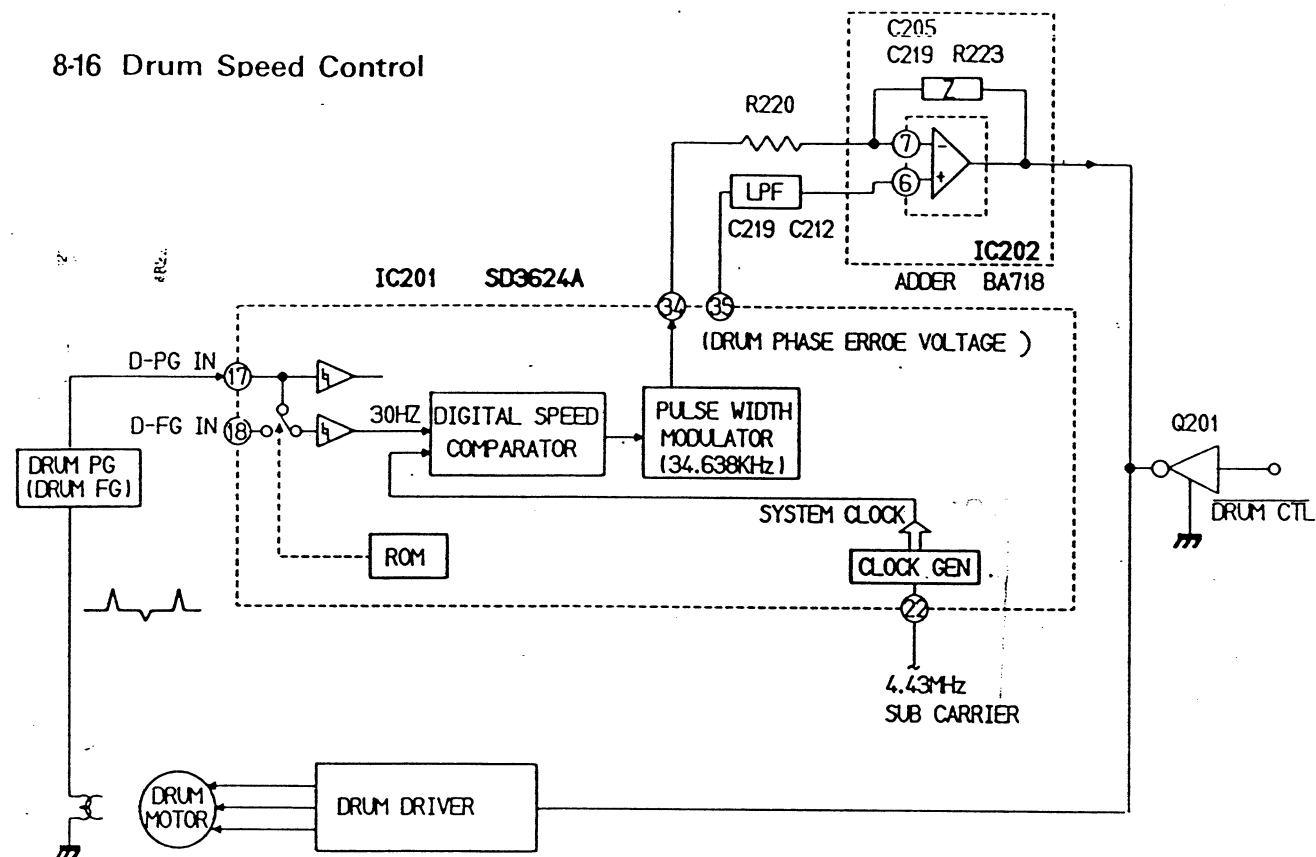 8-16 Drum Speed Control
C205
C219 R223
Z
R220
7
-
6
+
LPF
C219 C212
IC202
ADDER BA718
IC201 SD3624A
34
35
(DRUM PHASE ERROE VOLTAGE )
D-PG IN
17
D-FG IN
18
30HZ
DIGITAL SPEED
COMPARATOR
PULSE WIDTH
MODULATOR
(34.638KHz)
DRUM PG
(DRUM FG)
Q201
DRUM CTL
SYSTEM CLOCK
ROM
CLOCK GEN
22
4.43MHz
SUB CARRIER
DRUM
MOTOR
DRUM DRIVER